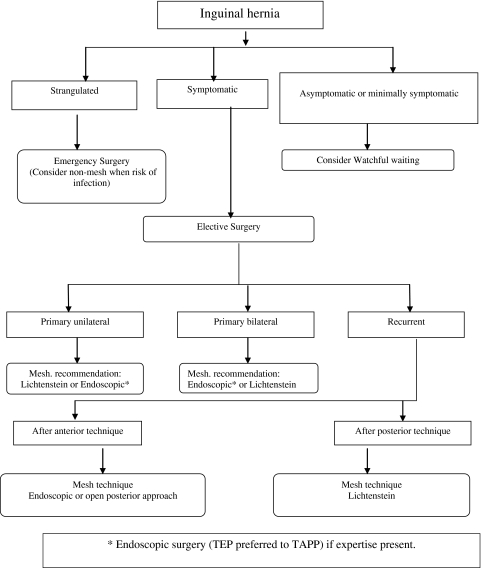 Inguinal hernia
Strangulated
Symptomatic
Asymptomatic or minimally symptomatic
Emergency Surgery
(Consider non-mesh when risk of
infection)
Consider Watchful waiting
Elective Surgery
Primary unilateral
Primary bilateral
Recurrent
Mesh. recommendation:
Lichtenstein or Endoscopic*
Mesh. recommendation:
Endoscopic* or Lichtenstein
After anterior technique
After posterior technique
Mesh technique
Endoscopic or open posterior approach
Mesh technique
Lichtenstein
* Endoscopic surgery (TEP preferred to TAPP) if expertise present.